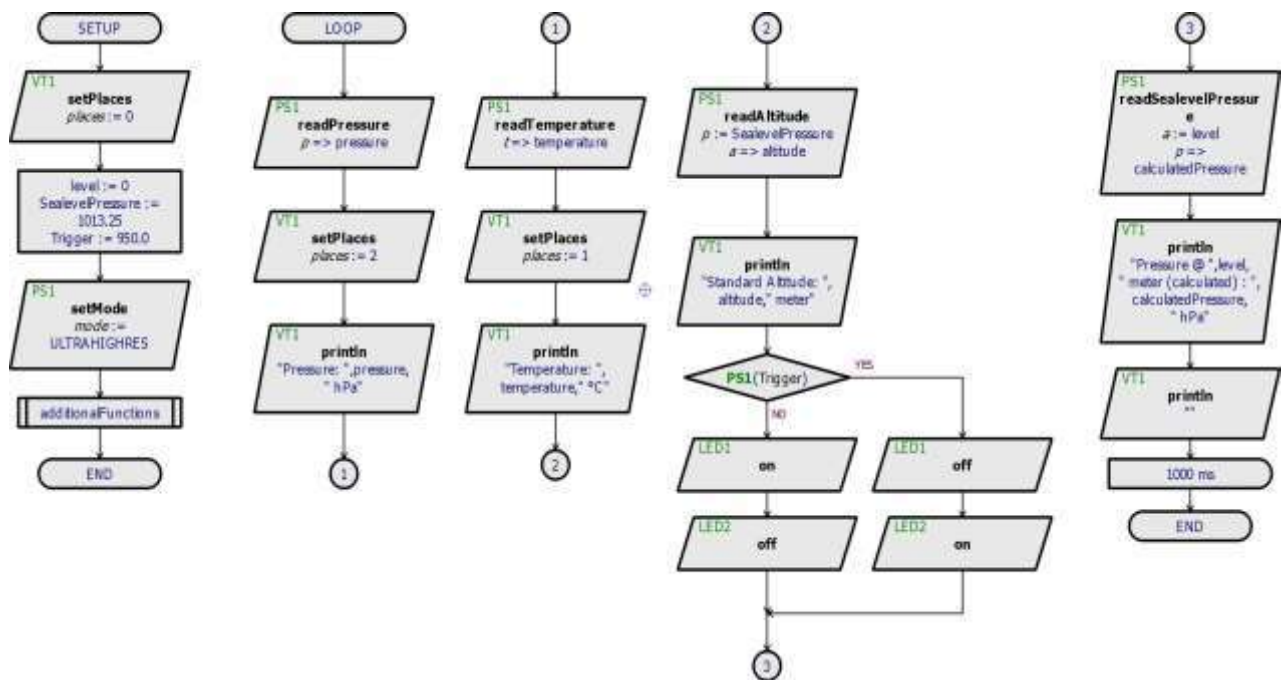 SETUP
VT1
setPlaces
places := 0
level := 0
SealevelPressure :=
1013.25
Trigger := 950.0
PS1
setMode
mode :=
ULTRAHIGHRES
additionalFunctions
END
LOOP
PS1
readPressure
p => pressure
VT1
setPlaces
places := 2
VT1
println
"Pressure: ",pressure,
" hPa"
1
1
PS1
readTemperature
t => temperature
VT1
setPlaces
places := 1
VT1
println
"Temperature: ",
temperature," °C"
2
2
PS1
readAltitude
p := SealevelPressure
a => altitude
VT1
println
"Standard Altitude: ",
altitude," meter"
PS1(Trigger)
YES
NO
LED1
on
LED1
off
LED2
off
LED2
on
3
3
PS1
readSealevelPressur
e
a := level
p =>
calculatedPressure
VT1
println
"Pressure @ ",level,
" meter (calculated) : ",
calculatedPressure,
" hPa"
VT1
println
""
1000 ms
END